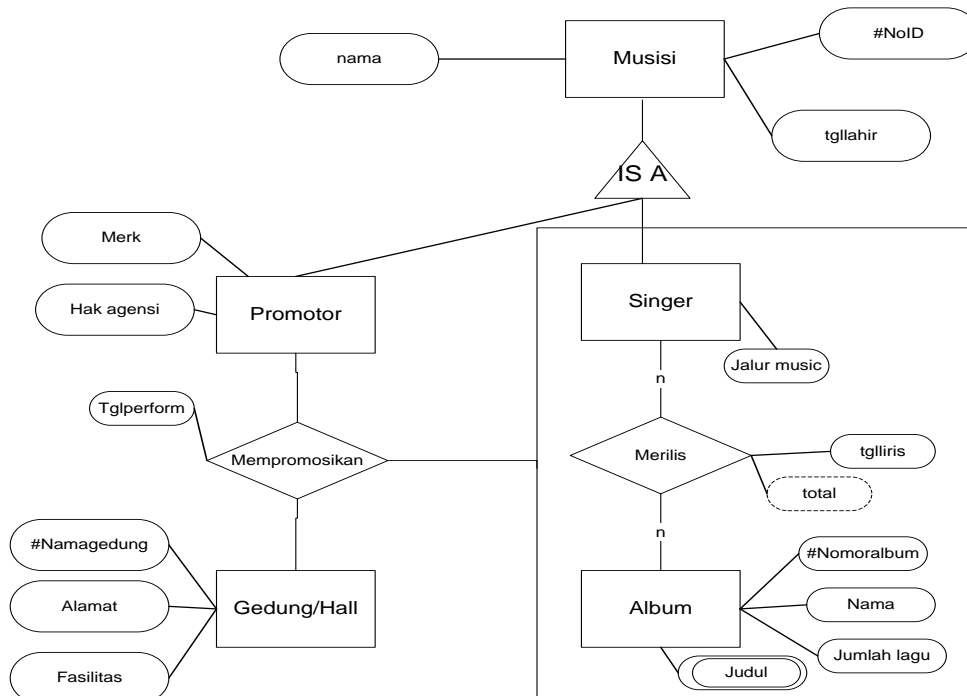 #NoID
nama
Musisi
tgllahir
IS A
Merk
Hak agensi
Promotor
Singer
Jalur music
n
Tglperform
Mempromosikan
Merilis
tglliris
total
n
#Namagedung
#Nomoralbum
Alamat
Gedung/Hall
Album
Nama
Fasilitas
Jumlah lagu
Judul